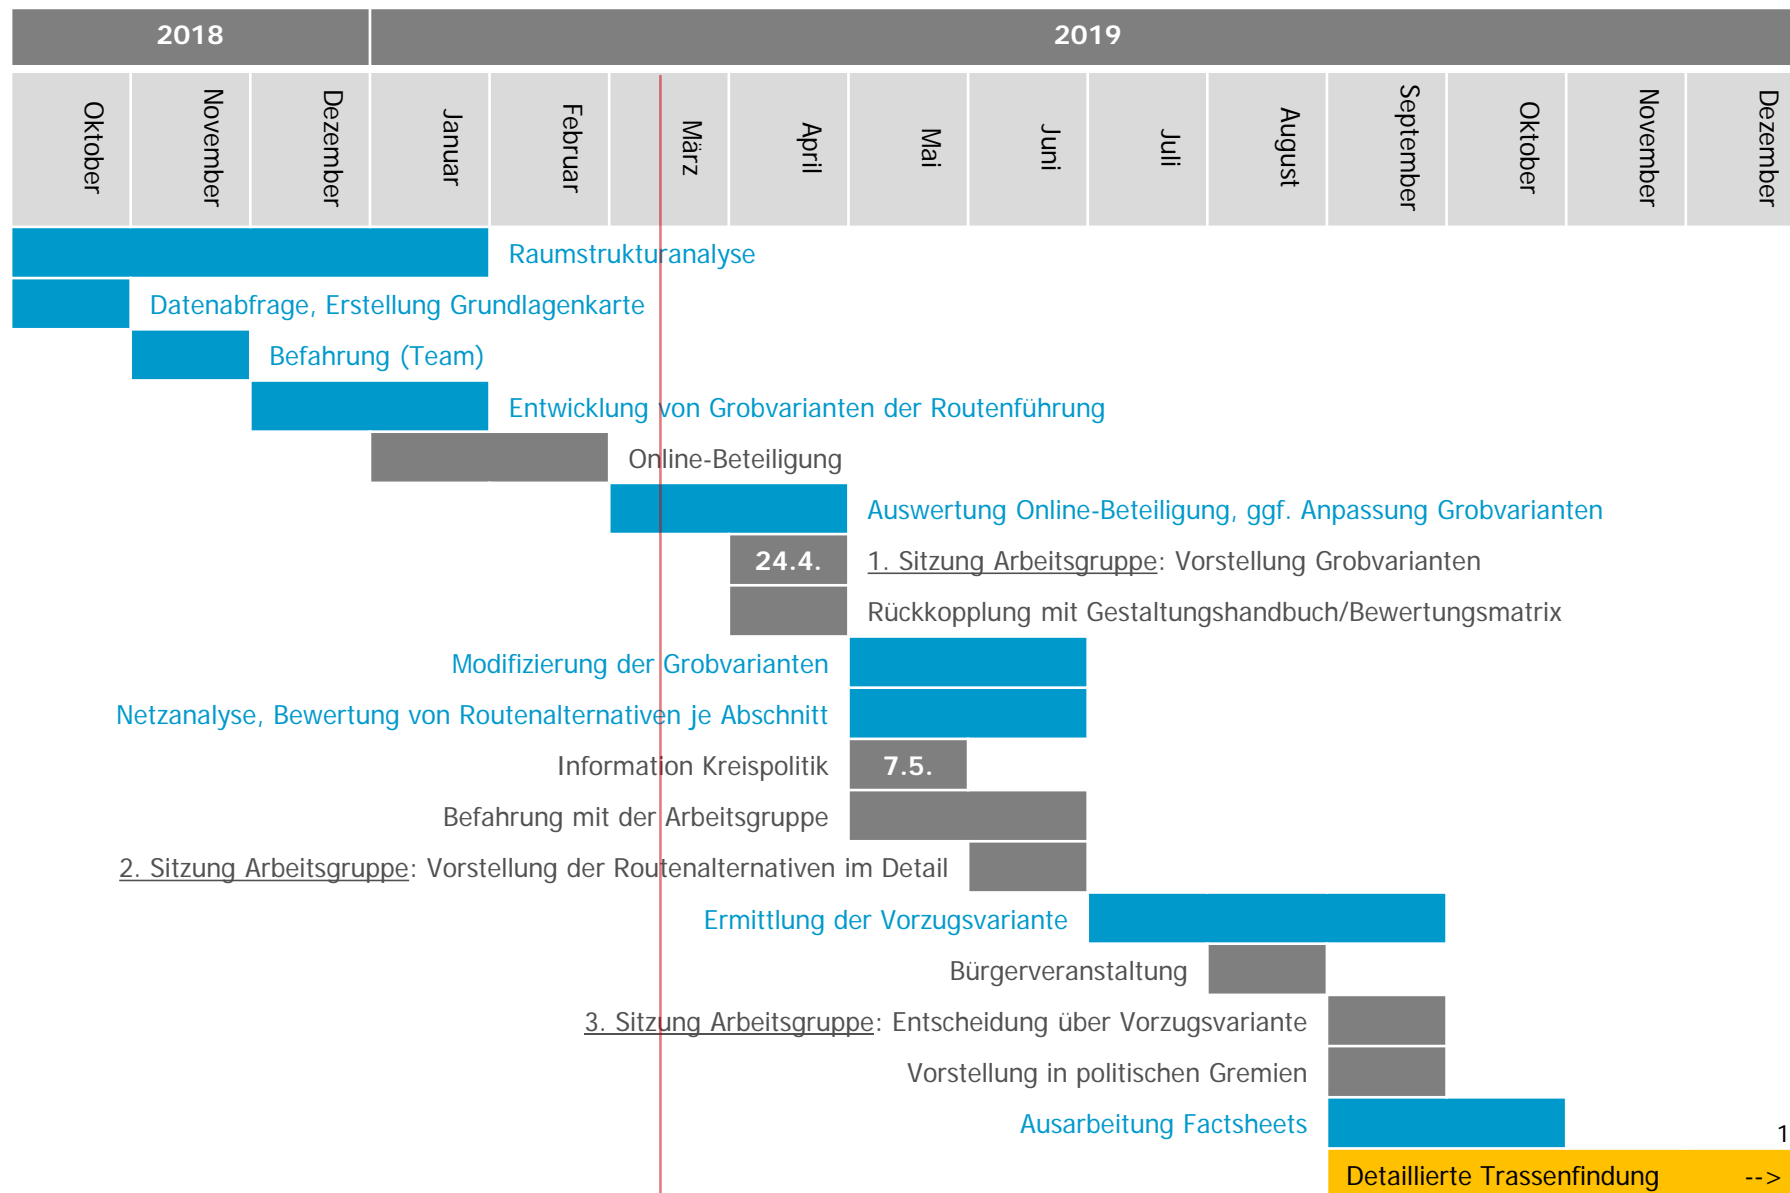 2018
2019
Oktober
November
Dezember
Januar
Februar
März
April
Mai
Juni
Juli
August
September
Oktober
November
Dezember
Raumstrukturanalyse
Datenabfrage, Erstellung Grundlagenkarte
Befahrung (Team)
Entwicklung von Grobvarianten der Routenführung
Online-Beteiligung
Auswertung Online-Beteiligung, ggf. Anpassung Grobvarianten
24.4. 1. Sitzung Arbeitsgruppe: Vorstellung Grobvarianten
Rückkopplung mit Gestaltungshandbuch/Bewertungsmatrix
Modifizierung der Grobvarianten
Netzanalyse, Bewertung von Routenalternativen je Abschnitt
Information Kreispolitik 7.5.
Befahrung mit der Arbeitsgruppe
2. Sitzung Arbeitsgruppe: Vorstellung der Routenalternativen im Detail
Ermittlung der Vorzugsvariante
Bürgerveranstaltung
3. Sitzung Arbeitsgruppe: Entscheidung über Vorzugsvariante
Vorstellung in politischen Gremien
Ausarbeitung Factsheets
1
Detaillierte Trassenfindung -->